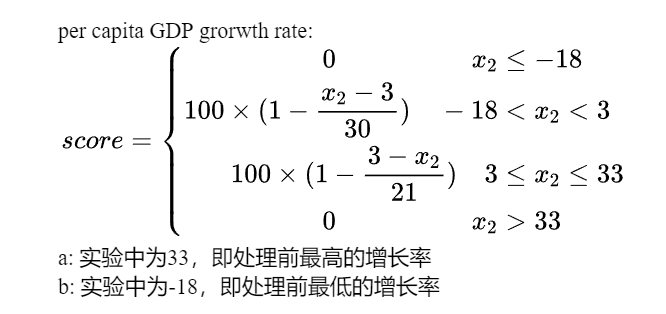 per capita GDP grorwth rate:
0 x₂ ≤ −18
100 × (1 − (x₂ − 3)/30) − 18 < x₂ < 3
score =
100 × (1 − (3 − x₂)/21) 3 ≤ x₂ ≤ 33
0 x₂ > 33
a: 实验中为33，即处理前最高的增长率
b: 实验中为-18，即处理前最低的增长率